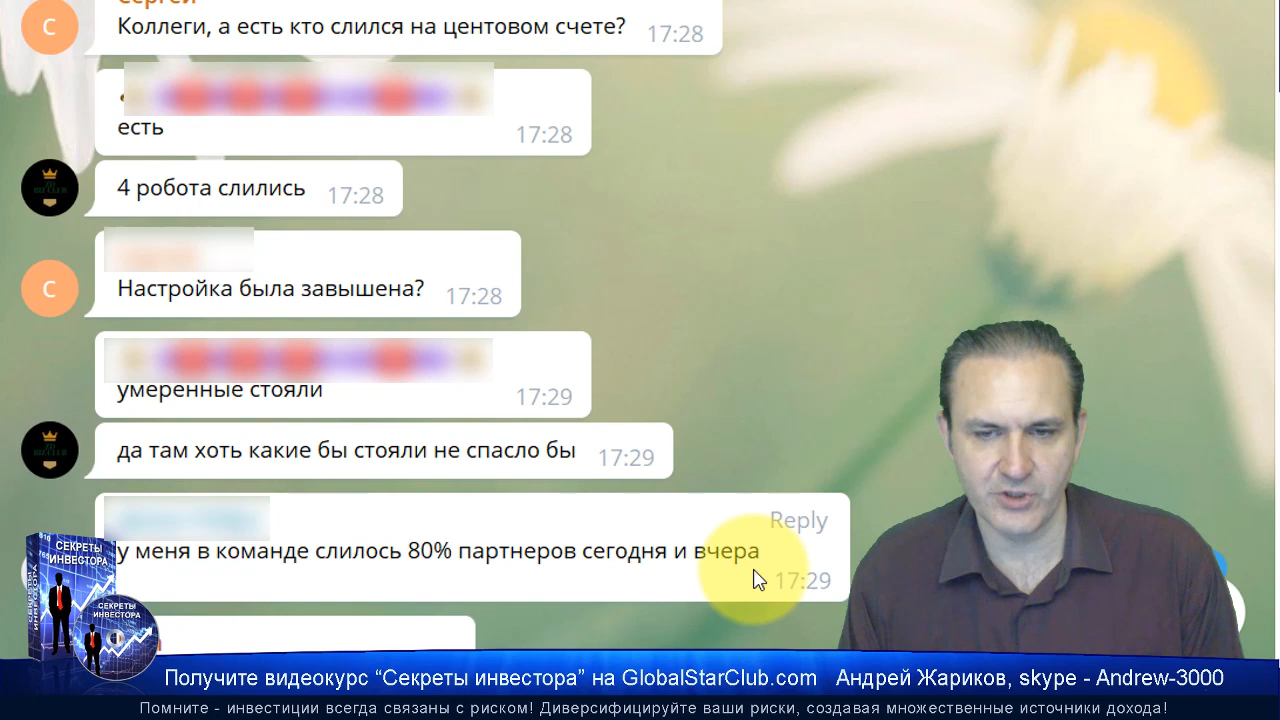 Сергей
Коллеги, а есть кто слился на центовом счете?
17:28
есть
17:28
4 робота слились
17:28
Настройка была завышена?
17:28
умеренные стояли
17:29
да там хоть какие бы стояли не спасло бы
17:29
Reply
у меня в команде слилось 80% партнеров сегодня и вчера
17:29
СЕКРЕТЫ
ИНВЕСТОРА
СЕКРЕТЫ
ИНВЕСТОРА
Получите видеокурс “Секреты инвестора” на GlobalStarClub.com Андрей Жариков, skype - Andrew-3000
Помните - инвестиции всегда связаны с риском! Диверсифицируйте ваши риски, создавая множественные источники дохода!